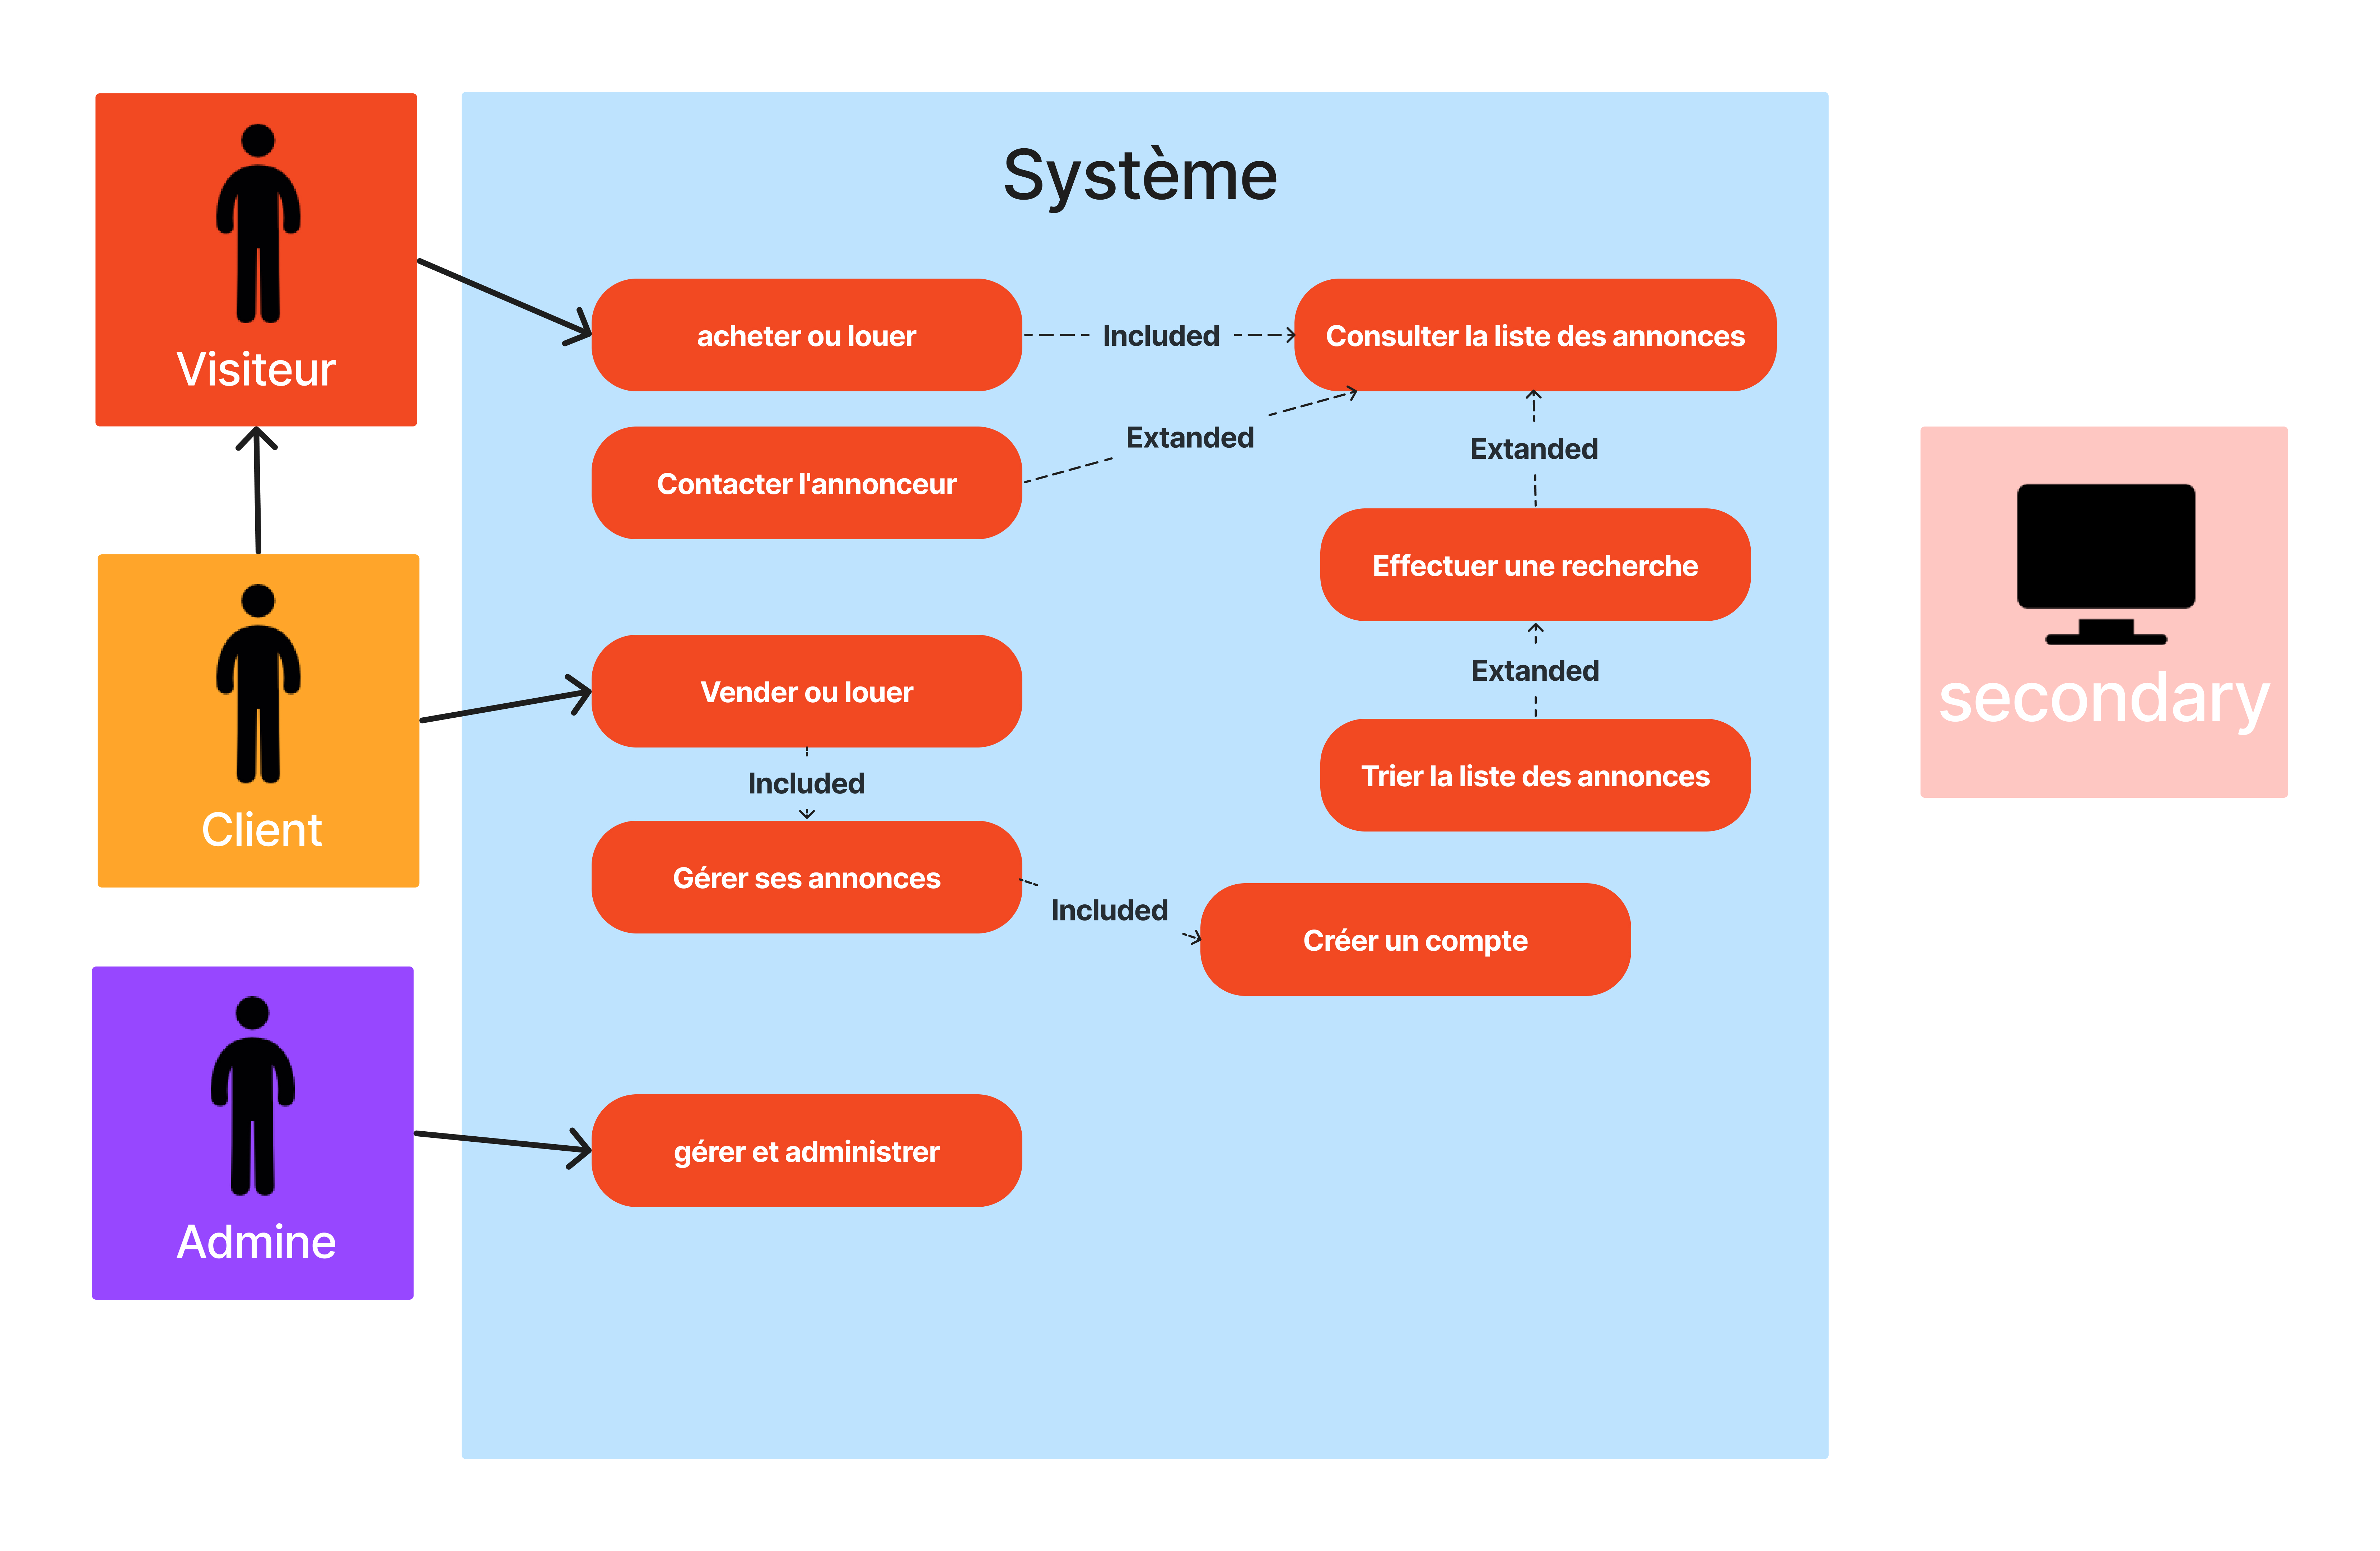 Système
Visiteur
acheter ou louer
Included
Consulter la liste des annonces
Extanded
Extanded
Contacter l'annonceur
Effectuer une recherche
Extanded
Client
Vender ou louer
Included
Trier la liste des annonces
Gérer ses annonces
Included
Créer un compte
Admine
gérer et administrer
secondary